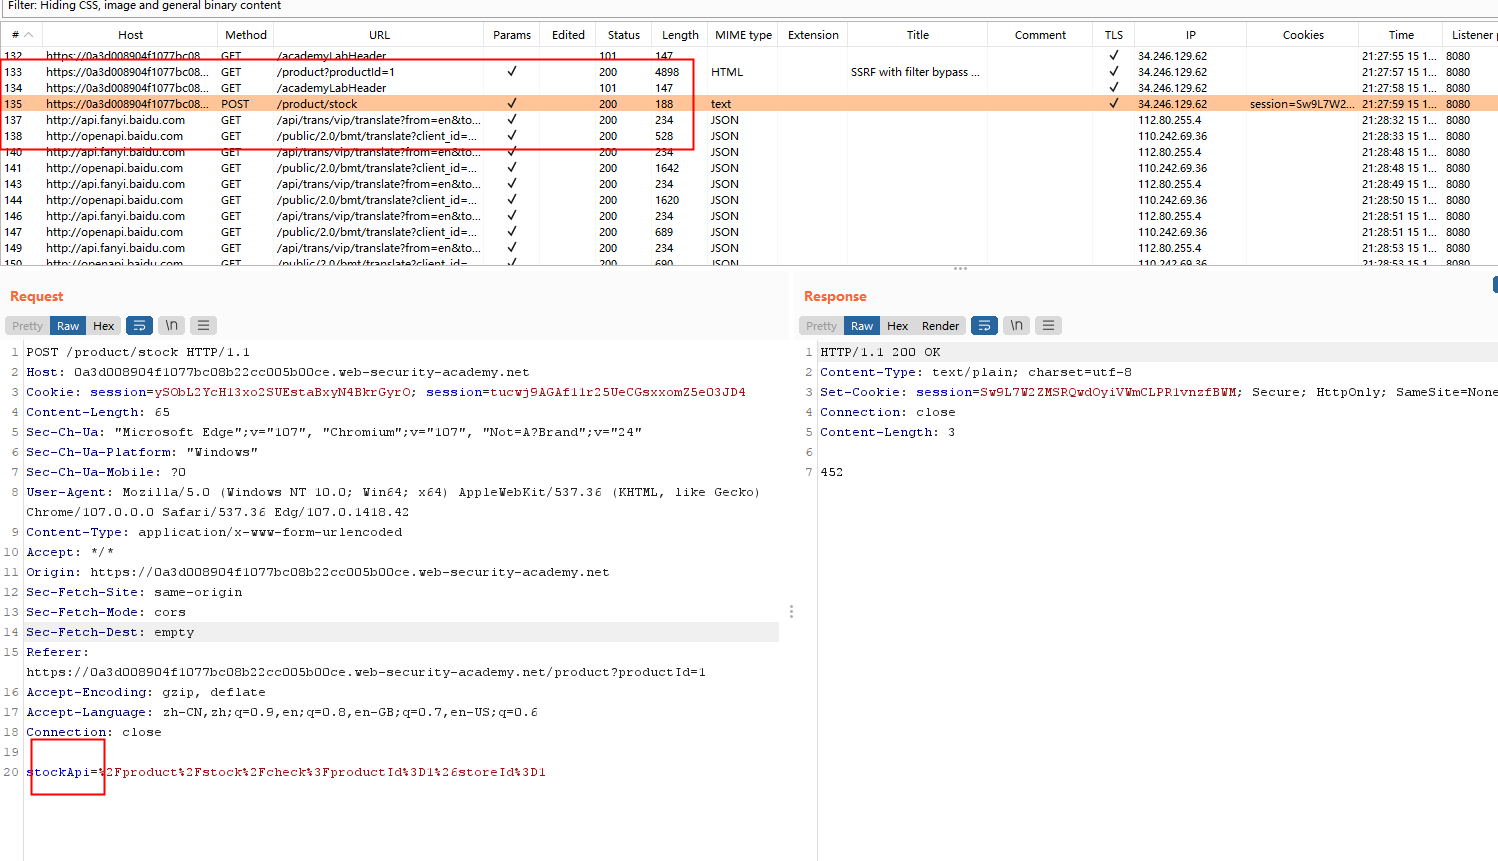 Filter: Hiding CSS, image and general binary content
# Host Method URL Params Edited Status Length MIME type Extension Title Comment TLS IP Cookies Time Listener
132 https://0a3d008904f1077bc08... GET /academyLabHeader 101 147 ✓ 34.246.129.62 21:27:55 15 1... 8080
133 https://0a3d008904f1077bc08... GET /product?productId=1 ✓ 200 4898 HTML SSRF with filter bypass ... ✓ 34.246.129.62 21:27:57 15 1... 8080
134 https://0a3d008904f1077bc08... GET /academyLabHeader 101 147 ✓ 34.246.129.62 21:27:58 15 1... 8080
135 https://0a3d008904f1077bc08... POST /product/stock ✓ 200 188 text ✓ 34.246.129.62 session=Sw9L7W2... 21:27:59 15 1... 8080
137 http://api.fanyi.baidu.com GET /api/trans/vip/translate?from=en&to... ✓ 200 234 JSON 112.80.255.4 21:28:32 15 1... 8080
138 http://openapi.baidu.com GET /public/2.0/bmt/translate?client_id=... ✓ 200 528 JSON 110.242.69.36 21:28:33 15 1... 8080
140 http://api.fanyi.baidu.com GET /api/trans/vip/translate?from=en&to... ✓ 200 234 JSON 112.80.255.4 21:28:48 15 1... 8080
141 http://openapi.baidu.com GET /public/2.0/bmt/translate?client_id=... ✓ 200 1642 JSON 110.242.69.36 21:28:48 15 1... 8080
143 http://api.fanyi.baidu.com GET /api/trans/vip/translate?from=en&to... ✓ 200 234 JSON 112.80.255.4 21:28:49 15 1... 8080
144 http://openapi.baidu.com GET /public/2.0/bmt/translate?client_id=... ✓ 200 1620 JSON 110.242.69.36 21:28:50 15 1... 8080
146 http://api.fanyi.baidu.com GET /api/trans/vip/translate?from=en&to... ✓ 200 234 JSON 112.80.255.4 21:28:51 15 1... 8080
147 http://openapi.baidu.com GET /public/2.0/bmt/translate?client_id=... ✓ 200 689 JSON 110.242.69.36 21:28:51 15 1... 8080
149 http://api.fanyi.baidu.com GET /api/trans/vip/translate?from=en&to... ✓ 200 234 JSON 112.80.255.4 21:28:53 15 1... 8080
150 http://openapi.baidu.com GET /public/2.0/bmt/translate?client_id=... ✓ 200 690 JSON 110.242.69.36 21:28:53 15 1... 8080
Request
Pretty Raw Hex \n
1 POST /product/stock HTTP/1.1
2 Host: 0a3d008904f1077bc08b22cc005b00ce.web-security-academy.net
3 Cookie: session=ySObL2YcH13xo2SUEstaBxyN4BkrGyrO; session=tucwj9AGAf11r25UeCGsxxomZ5e03JD4
4 Content-Length: 65
5 Sec-Ch-Ua: "Microsoft Edge";v="107", "Chromium";v="107", "Not=A?Brand";v="24"
6 Sec-Ch-Ua-Platform: "Windows"
7 Sec-Ch-Ua-Mobile: ?0
8 User-Agent: Mozilla/5.0 (Windows NT 10.0; Win64; x64) AppleWebKit/537.36 (KHTML, like Gecko)
Chrome/107.0.0.0 Safari/537.36 Edg/107.0.1418.42
9 Content-Type: application/x-www-form-urlencoded
10 Accept: */*
11 Origin: https://0a3d008904f1077bc08b22cc005b00ce.web-security-academy.net
12 Sec-Fetch-Site: same-origin
13 Sec-Fetch-Mode: cors
14 Sec-Fetch-Dest: empty
15 Referer:
https://0a3d008904f1077bc08b22cc005b00ce.web-security-academy.net/product?productId=1
16 Accept-Encoding: gzip, deflate
17 Accept-Language: zh-CN,zh;q=0.9,en;q=0.8,en-GB;q=0.7,en-US;q=0.6
18 Connection: close
19
20 stockApi=%2Fproduct%2Fstock%2Fcheck%3FproductId%3D1%26storeId%3D1
Response
Pretty Raw Hex Render \n
1 HTTP/1.1 200 OK
2 Content-Type: text/plain; charset=utf-8
3 Set-Cookie: session=Sw9L7W2ZMSRQwdOyiVWmCLPR1vnzfBWM; Secure; HttpOnly; SameSite=None
4 Connection: close
5 Content-Length: 3
6
7 452